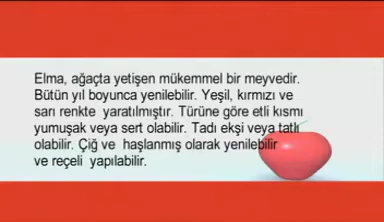 Elma, ağaçta yetişen mükemmel bir meyvedir.
Bütün yıl boyunca yenilebilir. Yeşil, kırmızı ve
sarı renkte yaratılmıştır. Türüne göre etli kısmı
yumuşak veya sert olabilir. Tadı ekşi veya tatlı
olabilir. Çiğ ve haşlanmış olarak yenilebilir
ve reçeli yapılabilir.